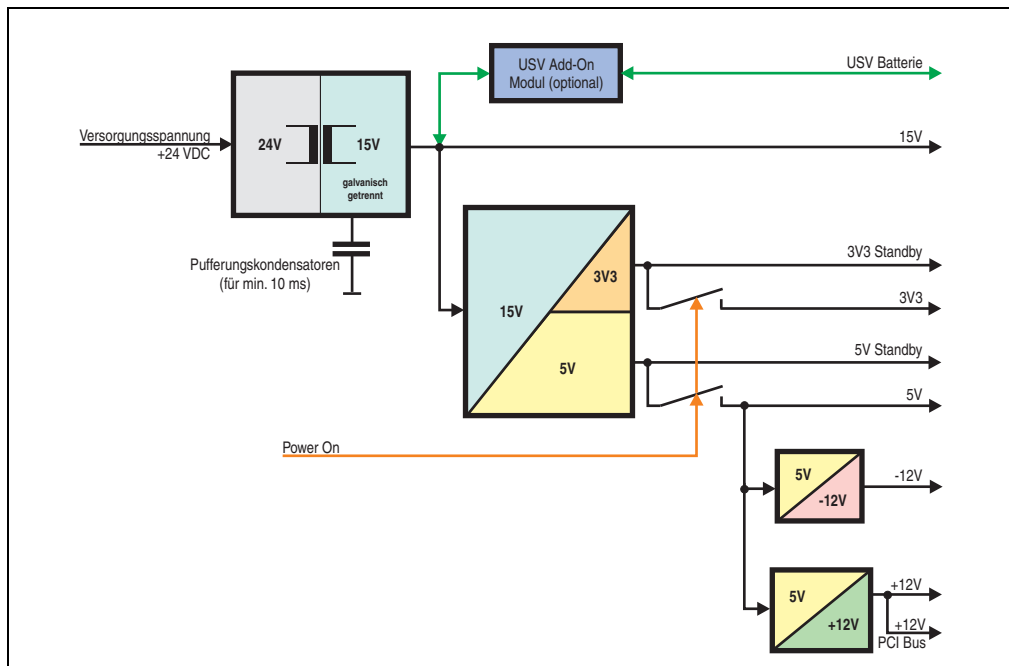 USV Add-On
Modul (optional)
USV Batterie
Versorgungsspannung
+24 VDC
24V
15V
galvanisch
getrennt
15V
Pufferungskondensatoren
(für min. 10 ms)
15V
3V3
5V
3V3 Standby
3V3
5V Standby
5V
Power On
5V
-12V
-12V
5V
+12V
+12V
+12V
PCI Bus